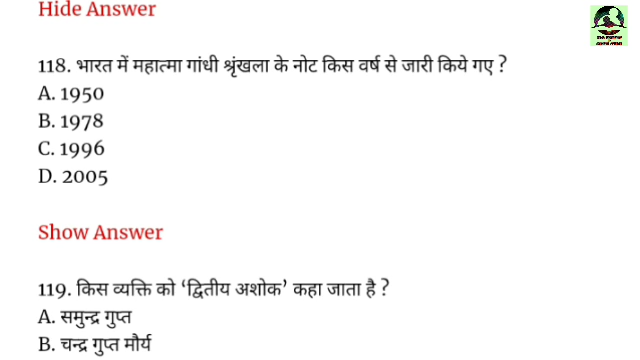 Hide Answer
118. भारत में महात्मा गांधी श्रृंखला के नोट किस वर्ष से जारी किये गए ?
A. 1950
B. 1978
C. 1996
D. 2005
Show Answer
119. किस व्यक्ति को ‘द्वितीय अशोक’ कहा जाता है ?
A. समुन्द्र गुप्त
B. चन्द्र गुप्त मौर्य